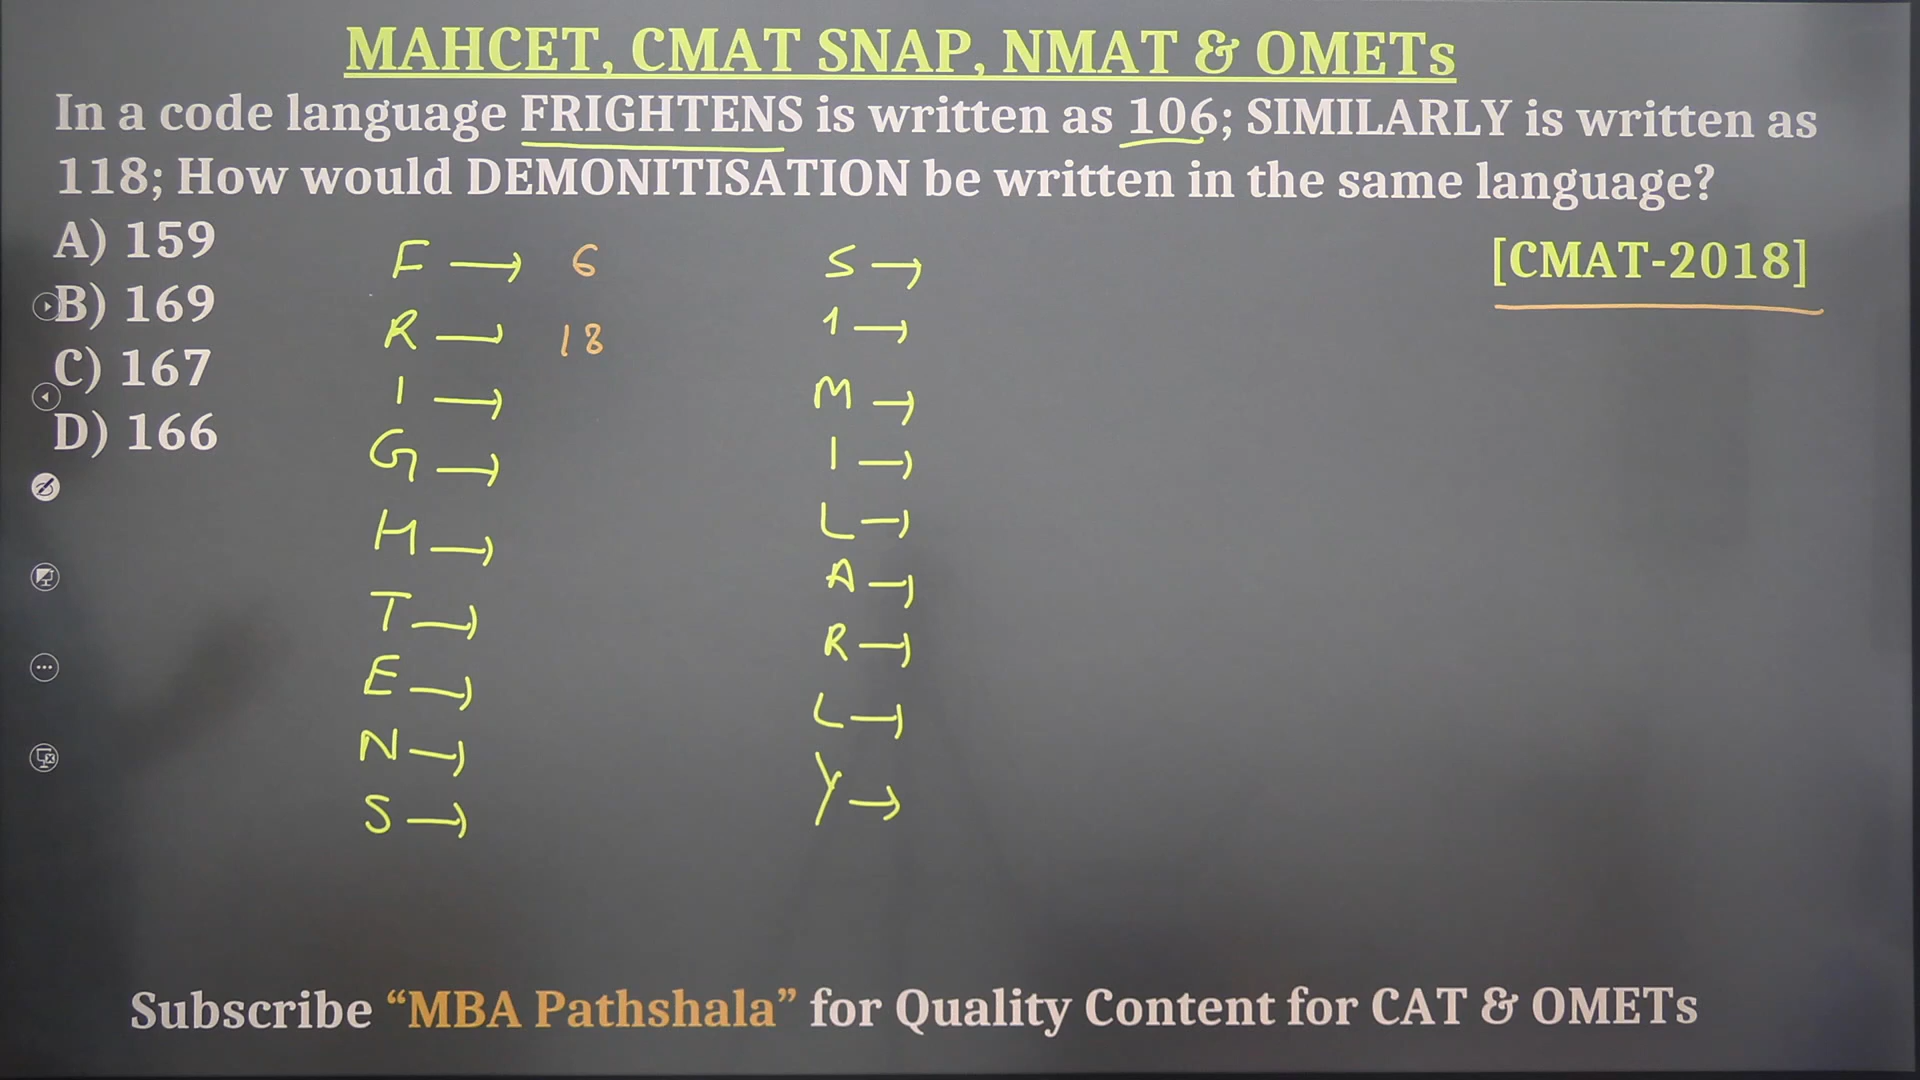 MAHCET, CMAT SNAP, NMAT & OMETs
In a code language FRIGHTENS is written as 106; SIMILARLY is written as
118; How would DEMONITISATION be written in the same language?
A) 159
B) 169
C) 167
D) 166
[CMAT-2018]
F → 6
R → 18
I →
G →
H →
T →
E →
N →
S →
S →
1 →
M →
I →
L →
A →
R →
L →
Y →
Subscribe “MBA Pathshala” for Quality Content for CAT & OMETs